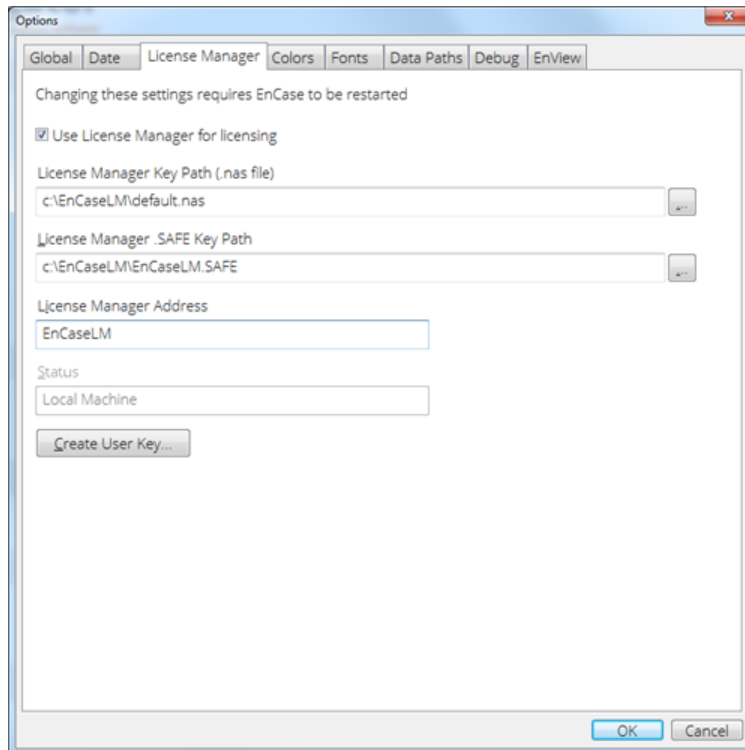 Options
Global Date License Manager Colors Fonts Data Paths Debug EnView
Changing these settings requires EnCase to be restarted
Use License Manager for licensing
License Manager Key Path (.nas file)
c:\EnCaseLM\default.nas
...
License Manager .SAFE Key Path
c:\EnCaseLM\EnCaseLM.SAFE
...
License Manager Address
EnCaseLM
Status
Local Machine
Create User Key...
OK Cancel